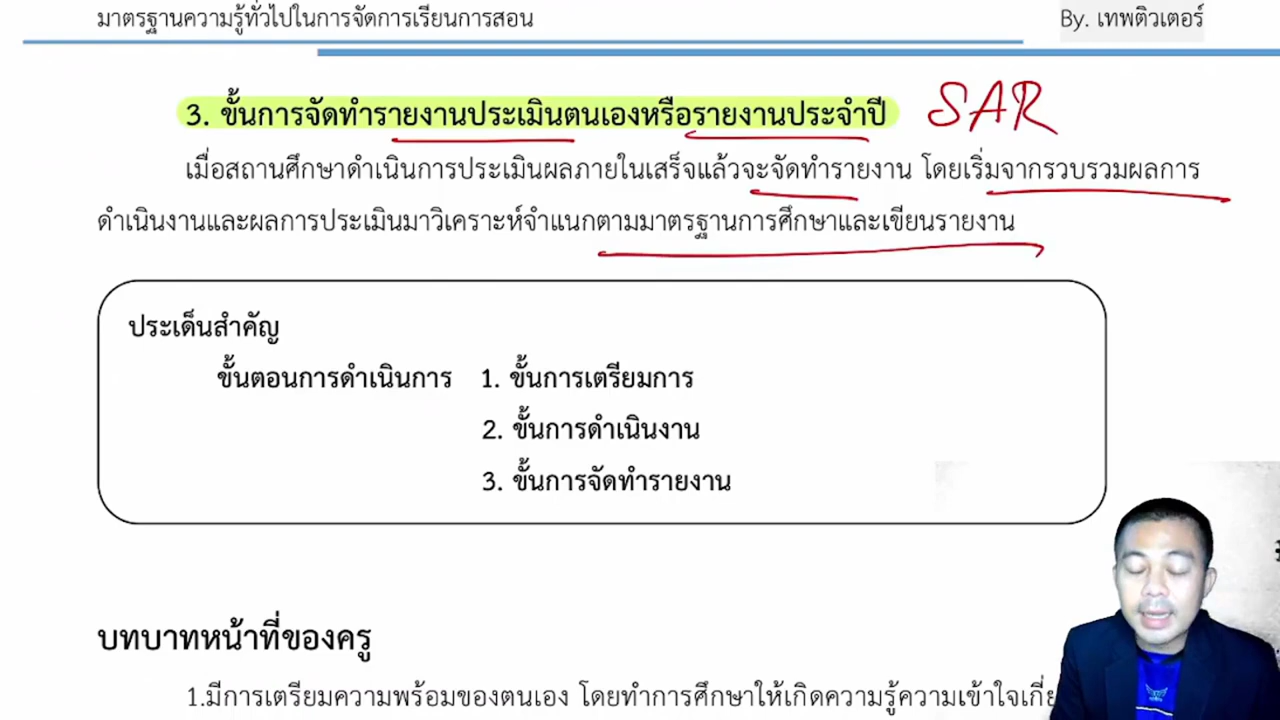 มาตรฐานความรู้ทั่วไปในการจัดการเรียนการสอน
By. เทพติวเตอร์
3. ขั้นการจัดทำรายงานประเมินตนเองหรือรายงานประจำปี SAR
เมื่อสถานศึกษาดำเนินการประเมินผลภายในเสร็จแล้วจะจัดทำรายงาน โดยเริ่มจากรวบรวมผลการ
ดำเนินงานและผลการประเมินมาวิเคราะห์จำแนกตามมาตรฐานการศึกษาและเขียนรายงาน
ประเด็นสำคัญ
ขั้นตอนการดำเนินการ 1. ขั้นการเตรียมการ
2. ขั้นการดำเนินงาน
3. ขั้นการจัดทำรายงาน
บทบาทหน้าที่ของครู
1.มีการเตรียมความพร้อมของตนเอง โดยทำการศึกษาให้เกิดความรู้ความเข้าใจ